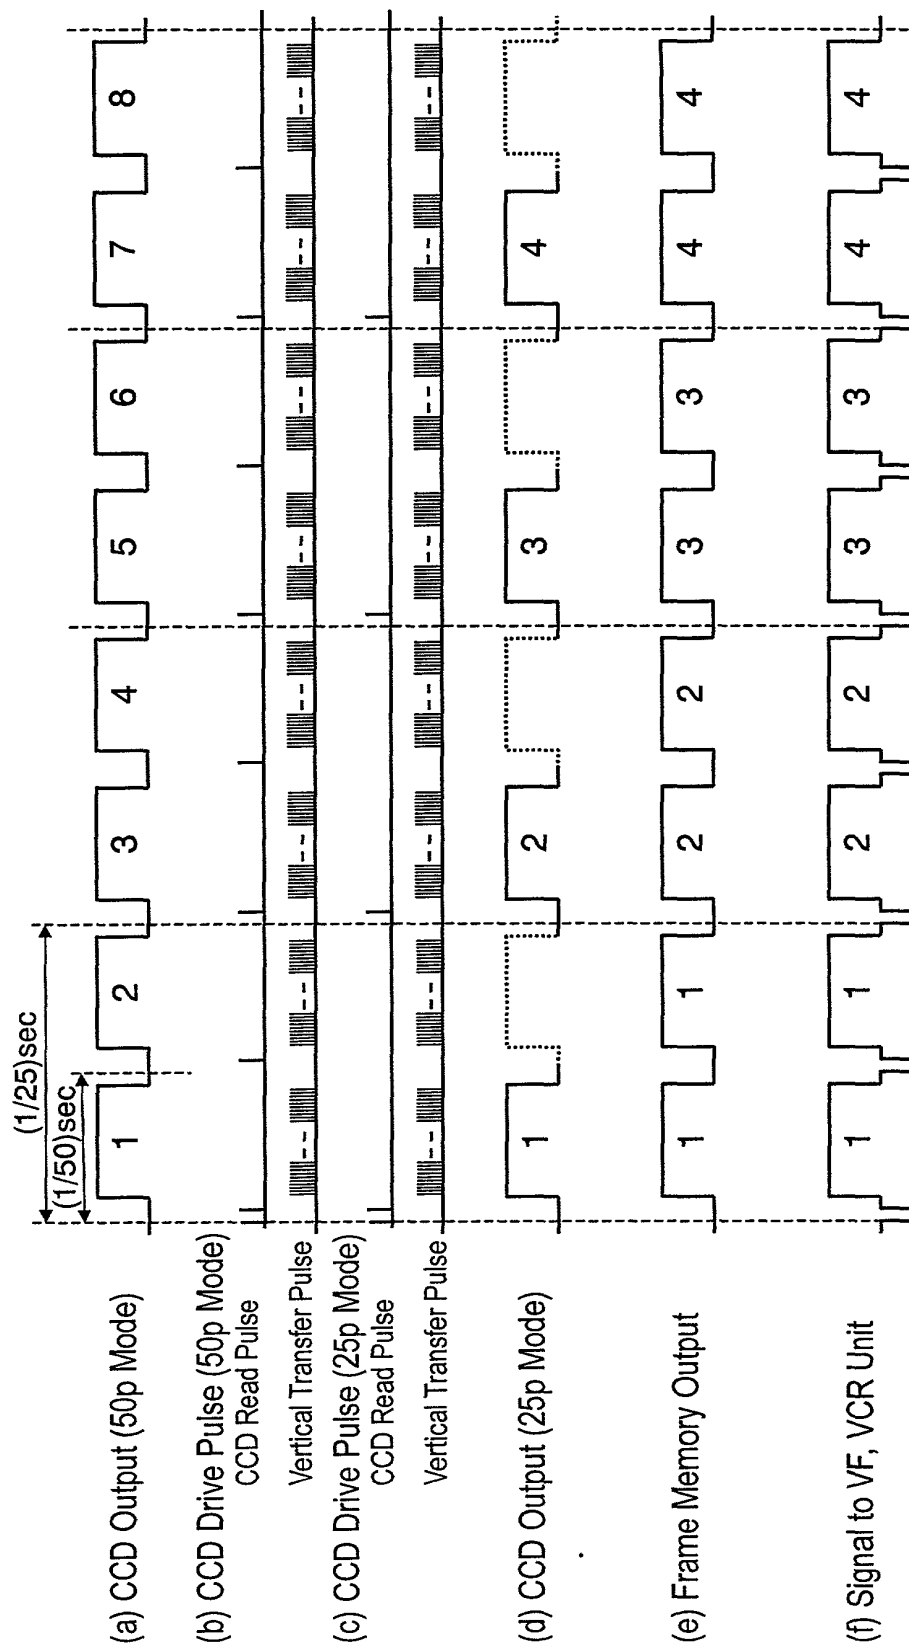 (1/25)sec
(1/50)sec
(a) CCD Output (50p Mode)
1 2 3 4 5 6 7 8
(b) CCD Drive Pulse (50p Mode)
CCD Read Pulse
Vertical Transfer Pulse
(c) CCD Drive Pulse (25p Mode)
CCD Read Pulse
Vertical Transfer Pulse
(d) CCD Output (25p Mode)
1 2 3 4
(e) Frame Memory Output
1 1 2 2 3 3 4 4
(f) Signal to VF, VCR Unit
1 1 2 2 3 3 4 4